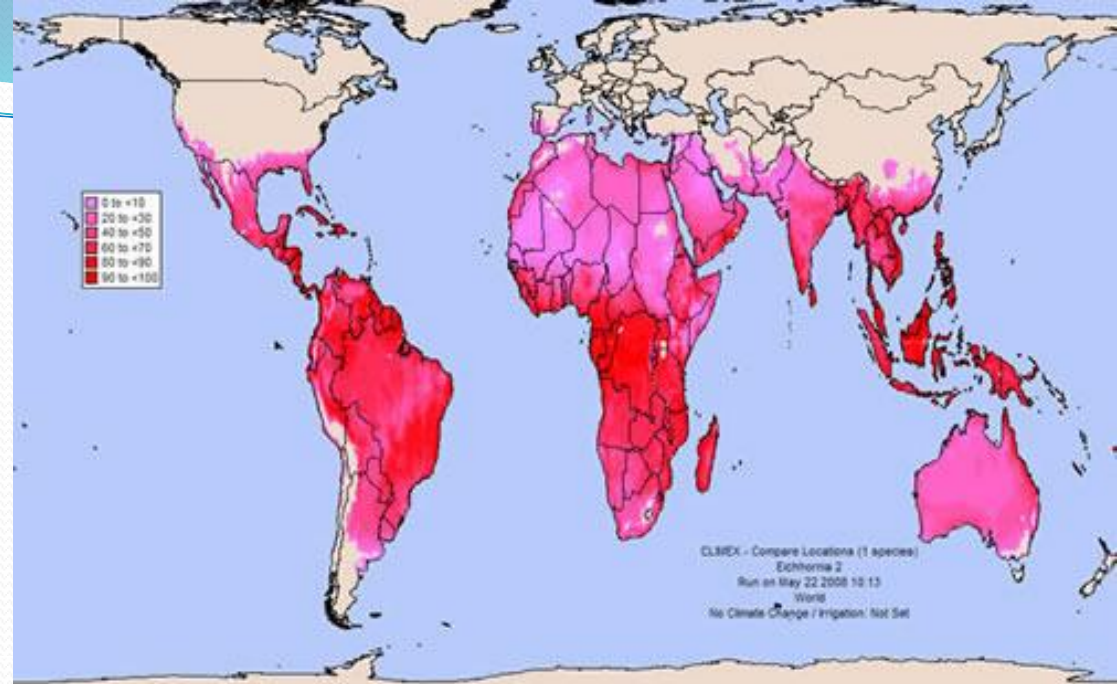 0 to <10
20 to <30
40 to <50
60 to <70
80 to <90
90 to <100
CLIMEX - Compare Locations (1 species)
Eichhornia 2
Run on May 22 2008 10:13
World
No Climate Change / Irrigation: Not Set